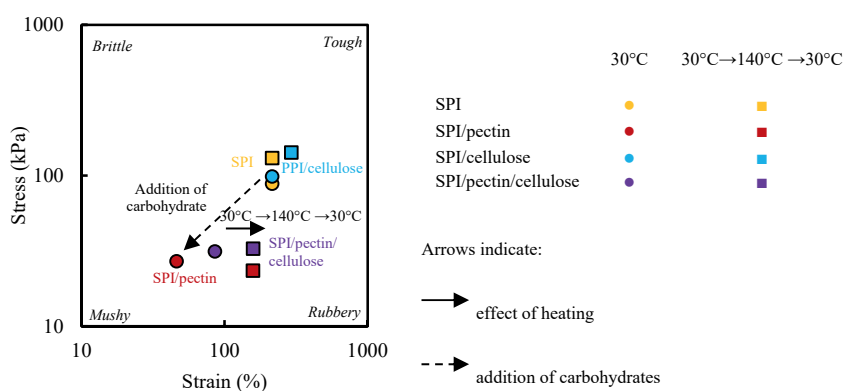 1000
Brittle
Tough
SPI
PPI/cellulose
100
Addition of
carbohydrate
30°C →140°C →30°C
SPI/pectin/
cellulose
SPI/pectin
Mushy
Rubbery
10
10
100
1000
Stress (kPa)
Strain (%)
30°C
30°C→140°C →30°C
SPI
SPI/pectin
SPI/cellulose
SPI/pectin/cellulose
Arrows indicate:
effect of heating
addition of carbohydrates